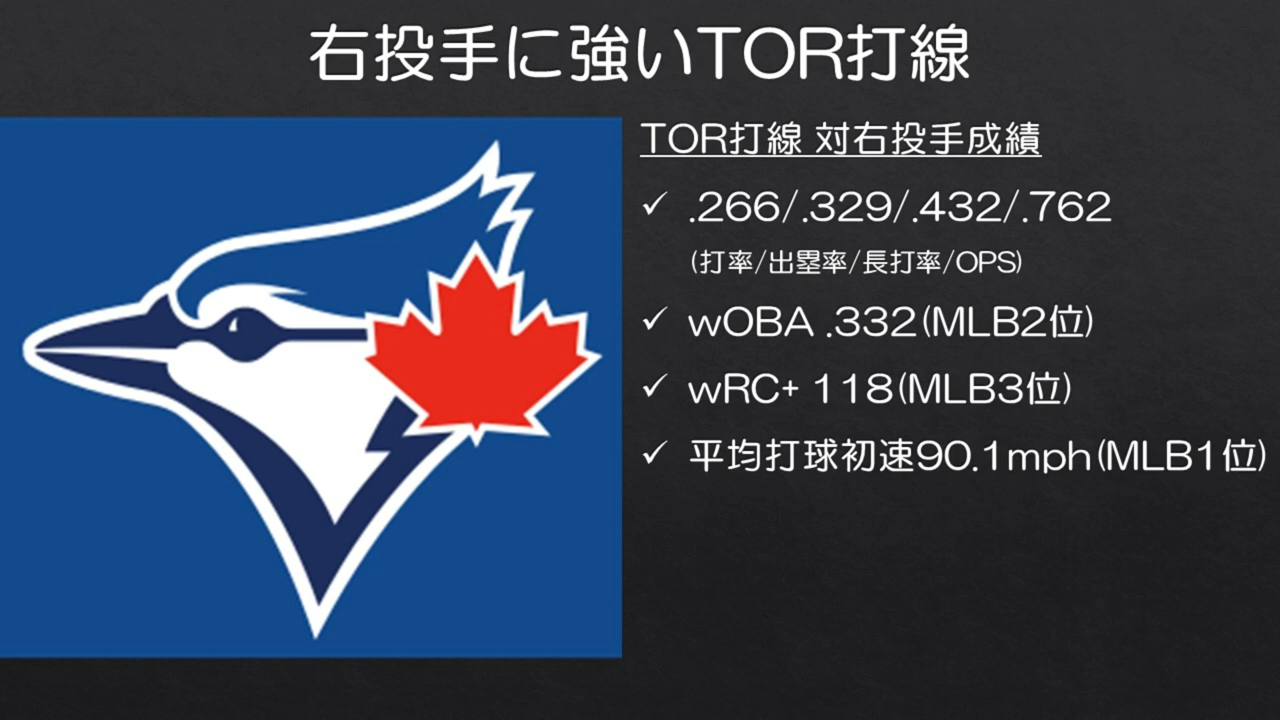 右投手に強いTOR打線
TOR打線 対右投手成績
✓ .266/.329/.432/.762
(打率/出塁率/長打率/OPS)
✓ wOBA .332(MLB2位)
✓ wRC+ 118(MLB3位)
✓ 平均打球初速90.1mph(MLB1位)